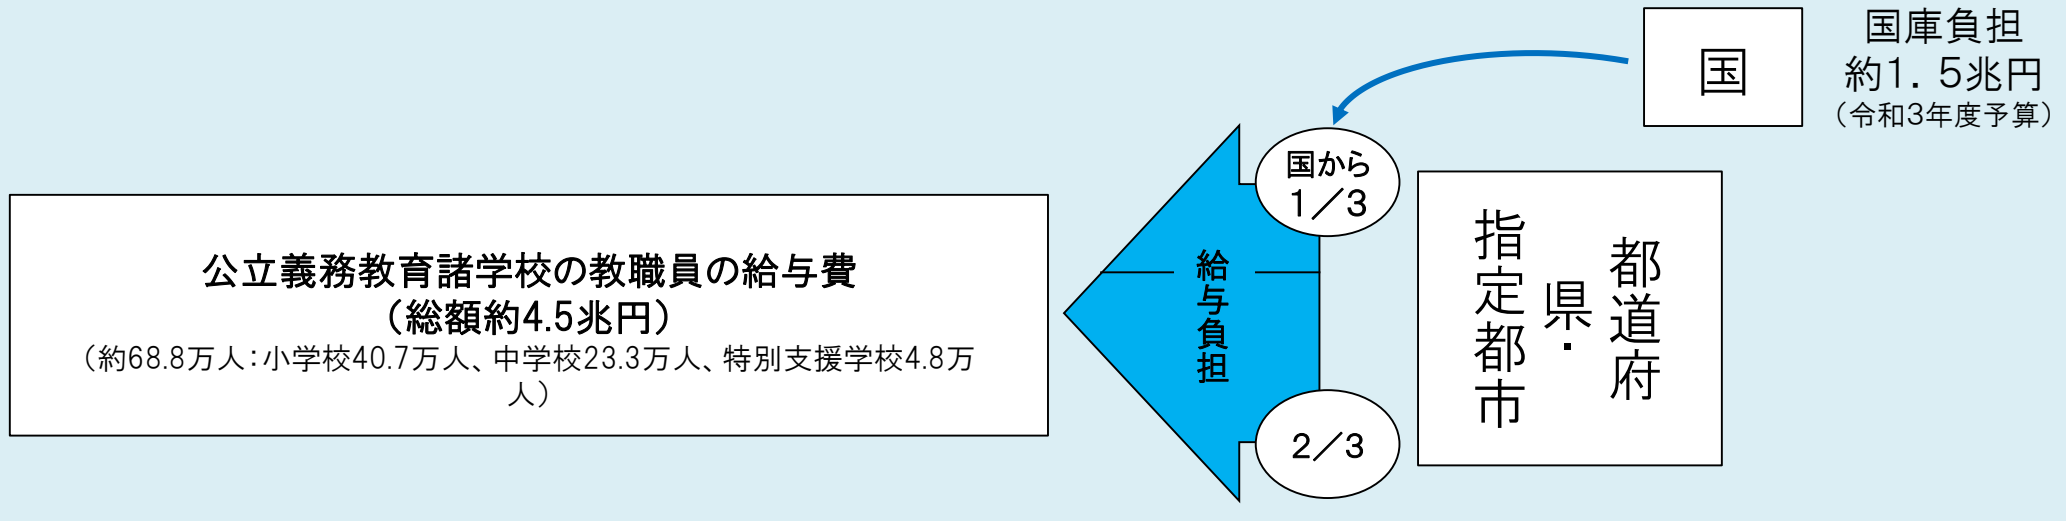 国
国庫負担
約1.5兆円
（令和3年度予算）
国から
1／3
公立義務教育諸学校の教職員の給与費
（総額約4.5兆円）
（約68.8万人：小学校40.7万人、中学校23.3万人、特別支援学校4.8万
人）
給与負担
2／3
都道府
県・
指定都市